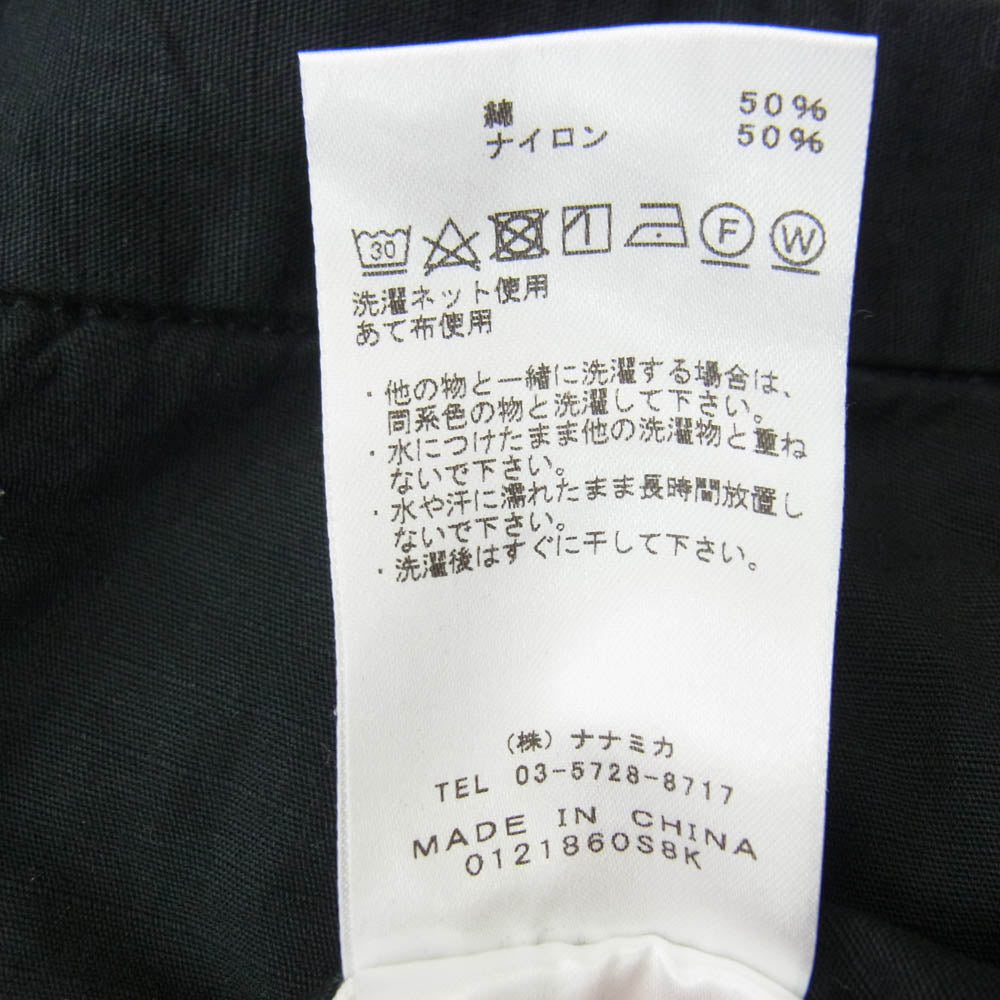 綿 50%
ナイロン 50%
30 F W
洗濯ネット使用
あて布使用
・他の物と一緒に洗濯する場合は、
同系色の物と洗濯して下さい。
・水につけたまま他の洗濯物と重ね
ないで下さい。
・水や汗に濡れたまま長時間放置し
ないで下さい。
・洗濯後はすぐに干して下さい。
(株)ナナミカ
TEL 03-5728-8717
MADE IN CHINA
0121860S8K